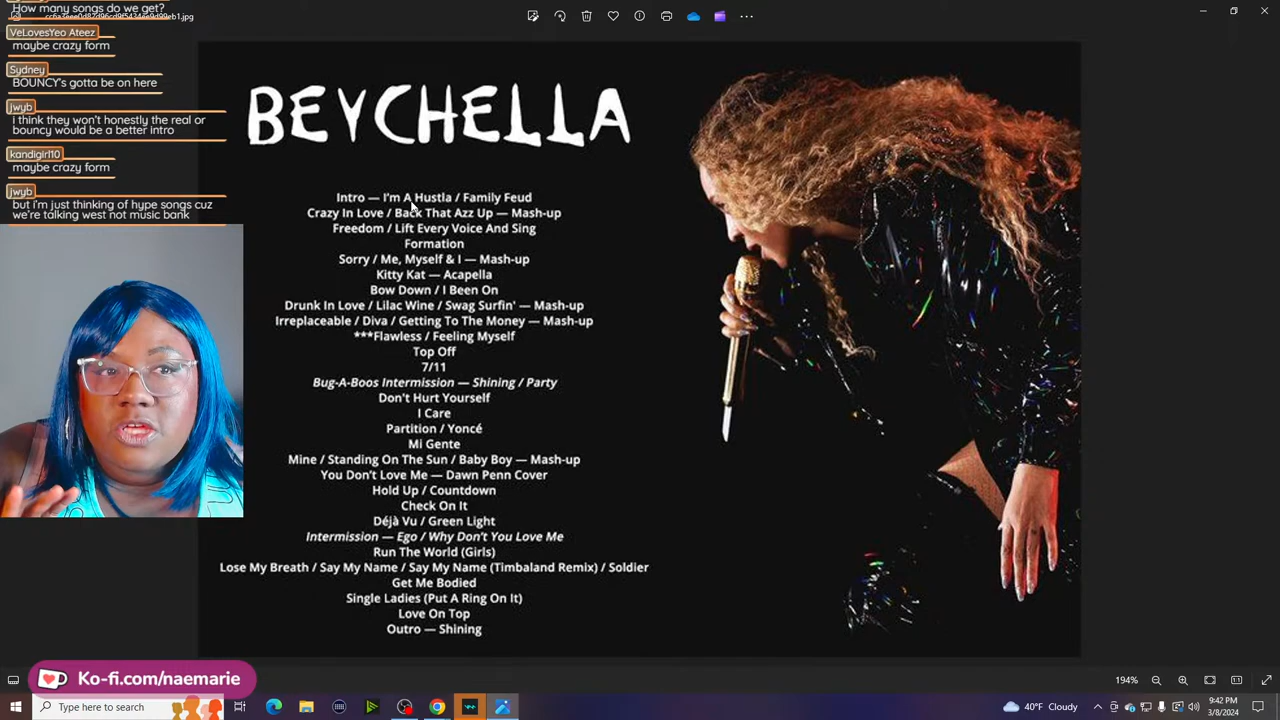 How many songs do we get?
VeLovesYeo Ateez
maybe crazy form
Sydney
BOUNCY's gotta be on here
jwyb
i think they won't honestly the real or
bouncy would be a better intro
kandigirl10
maybe crazy form
jwyb
but i'm just thinking of hype songs cuz
we're talking west not music bank
BEYCHELLA
Intro — I'm A Hustla / Family Feud
Crazy In Love / Back That Azz Up — Mash-up
Freedom / Lift Every Voice And Sing
Formation
Sorry / Me, Myself & I — Mash-up
Kitty Kat — Acapella
Bow Down / I Been On
Drunk In Love / Lilac Wine / Swag Surfin' — Mash-up
Irreplaceable / Diva / Getting To The Money — Mash-up
***Flawless / Feeling Myself
Top Off
7/11
Bug-A-Boos Intermission — Shining / Party
Don't Hurt Yourself
I Care
Partition / Yoncé
Mi Gente
Mine / Standing On The Sun / Baby Boy — Mash-up
You Don't Love Me — Dawn Penn Cover
Hold Up / Countdown
Check On It
Déjà Vu / Green Light
Intermission — Ego / Why Don't You Love Me
Run The World (Girls)
Lose My Breath / Say My Name / Say My Name (Timbaland Remix) / Soldier
Get Me Bodied
Single Ladies (Put A Ring On It)
Love On Top
Outro — Shining
Ko-fi.com/naemarie
194%
Type here to search
40°F Cloudy
9:42 PM
3/8/2024